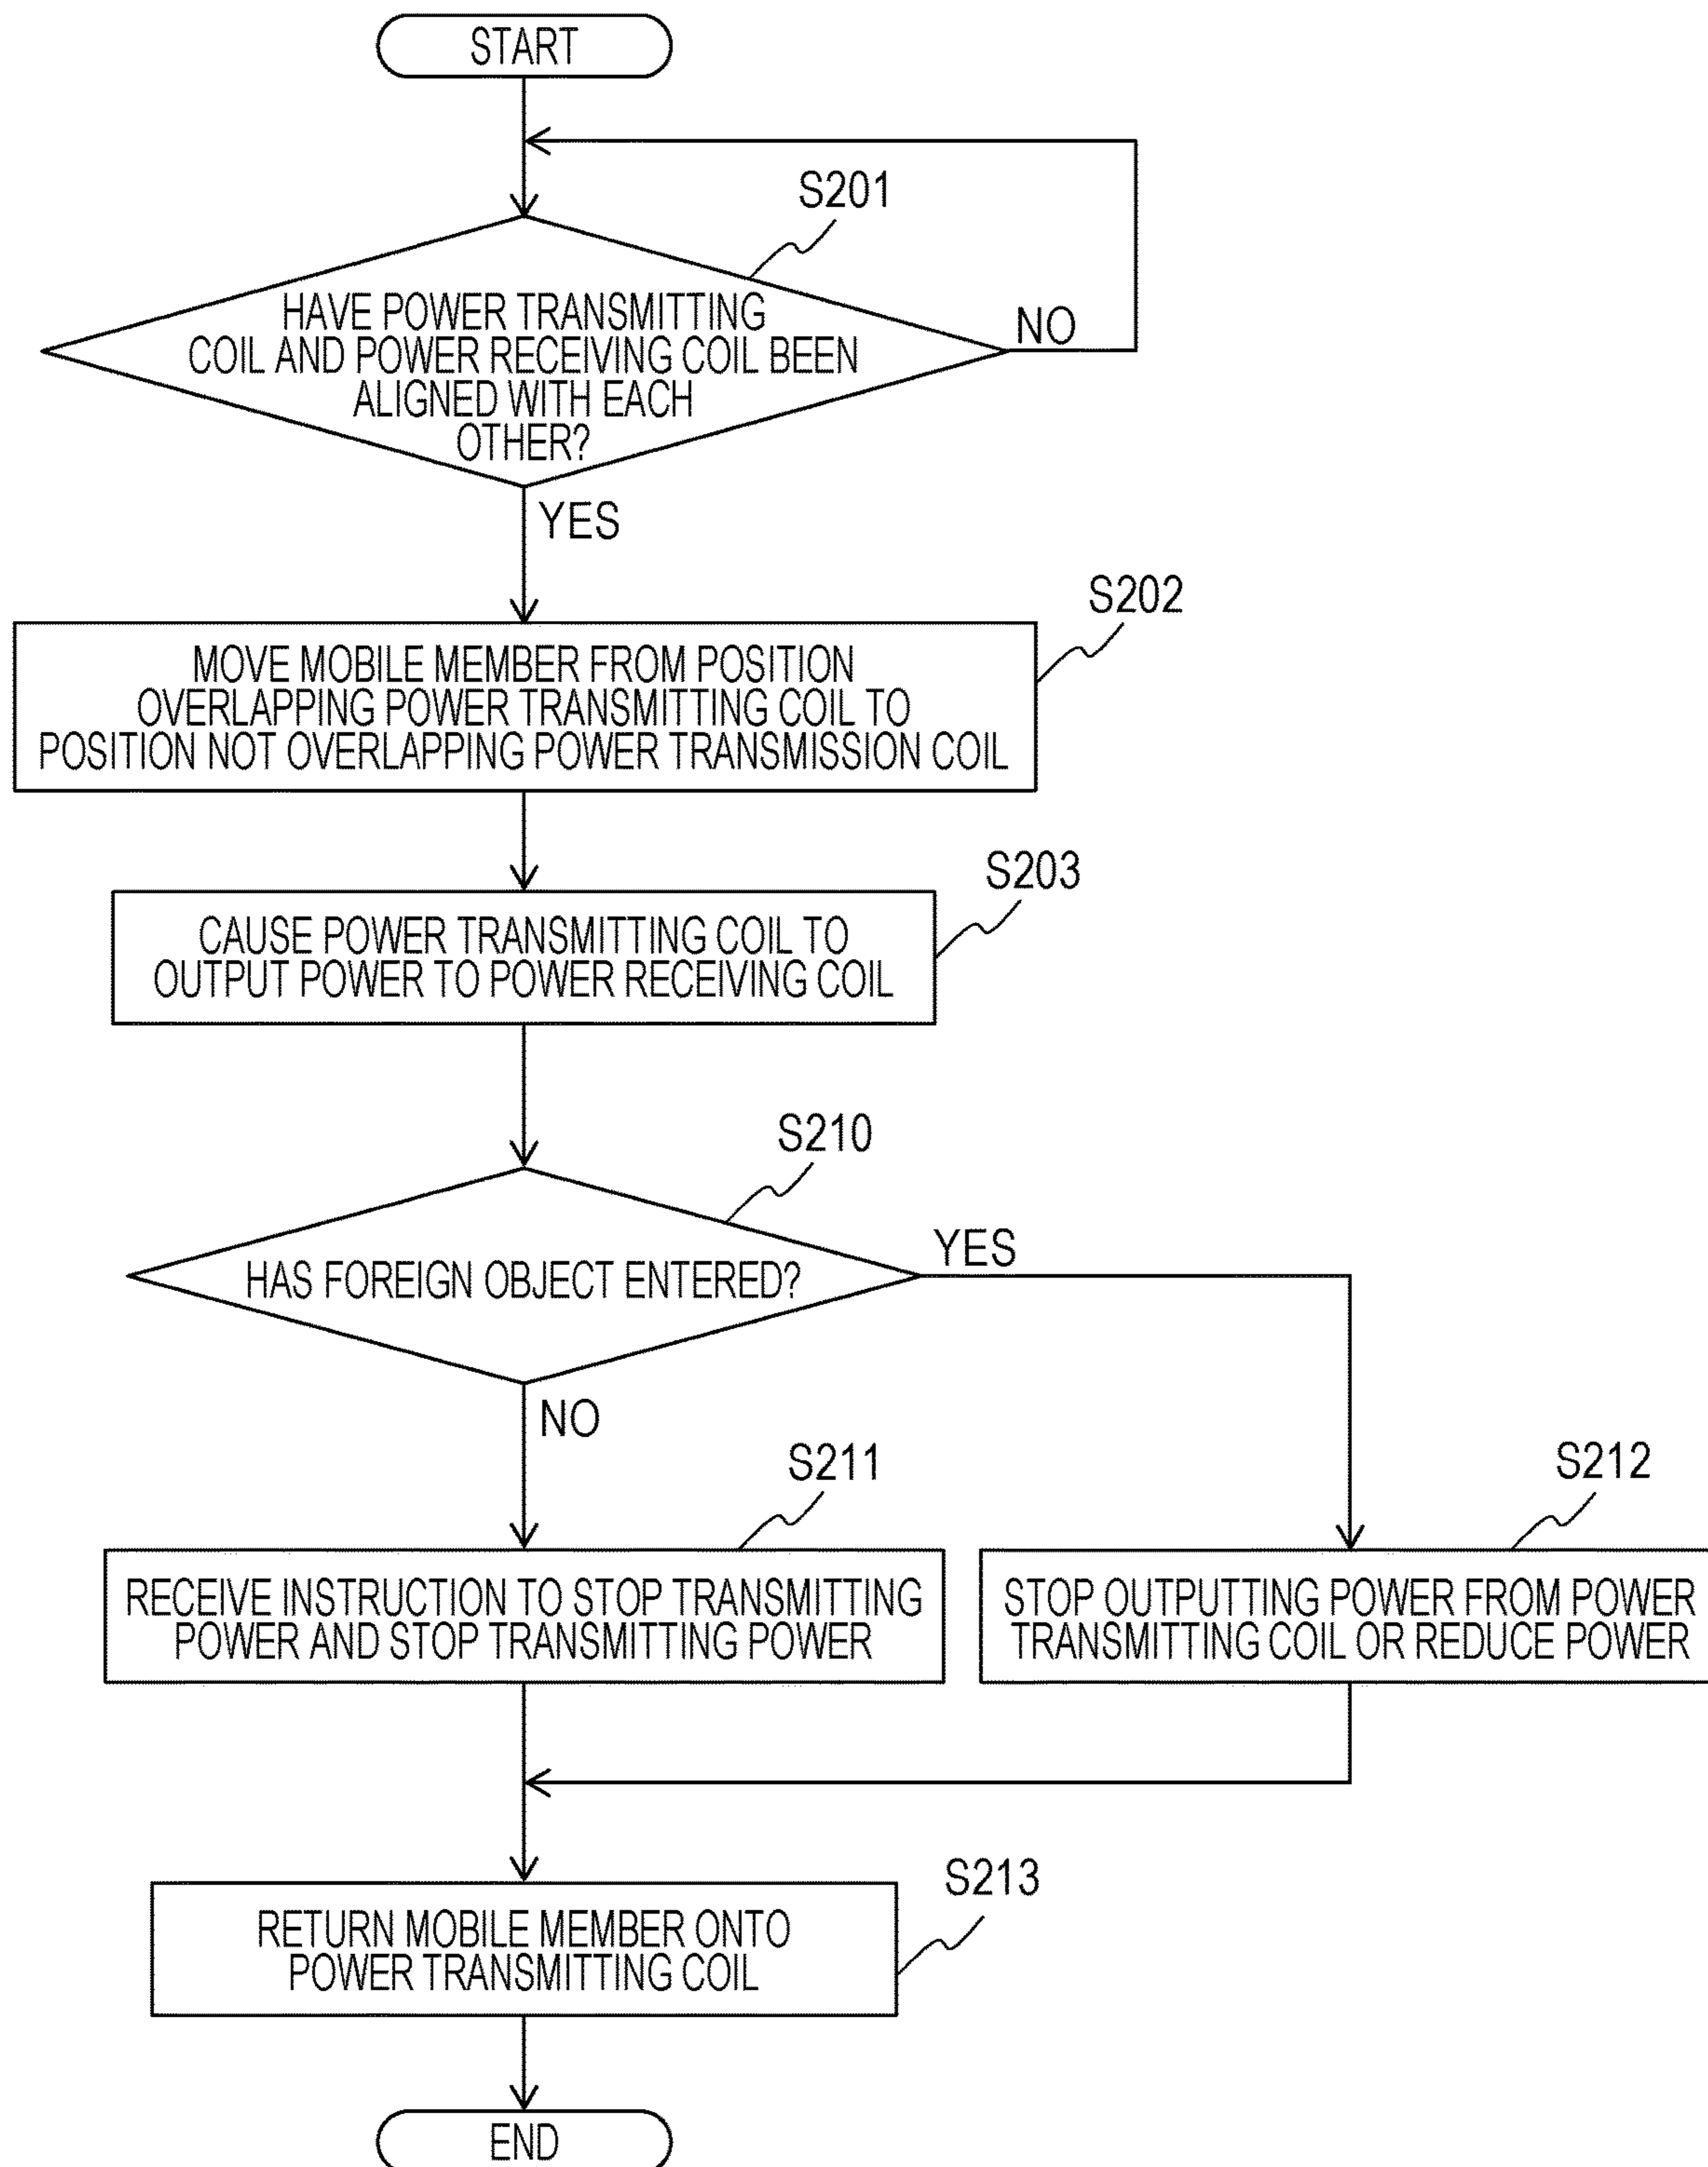 START
S201
HAVE POWER TRANSMITTING
COIL AND POWER RECEIVING COIL BEEN
ALIGNED WITH EACH
OTHER?
NO
YES
S202
MOVE MOBILE MEMBER FROM POSITION
OVERLAPPING POWER TRANSMITTING COIL TO
POSITION NOT OVERLAPPING POWER TRANSMISSION COIL
S203
CAUSE POWER TRANSMITTING COIL TO
OUTPUT POWER TO POWER RECEIVING COIL
S210
HAS FOREIGN OBJECT ENTERED?
YES
NO
S211
RECEIVE INSTRUCTION TO STOP TRANSMITTING
POWER AND STOP TRANSMITTING POWER
S212
STOP OUTPUTTING POWER FROM POWER
TRANSMITTING COIL OR REDUCE POWER
S213
RETURN MOBILE MEMBER ONTO
POWER TRANSMITTING COIL
END